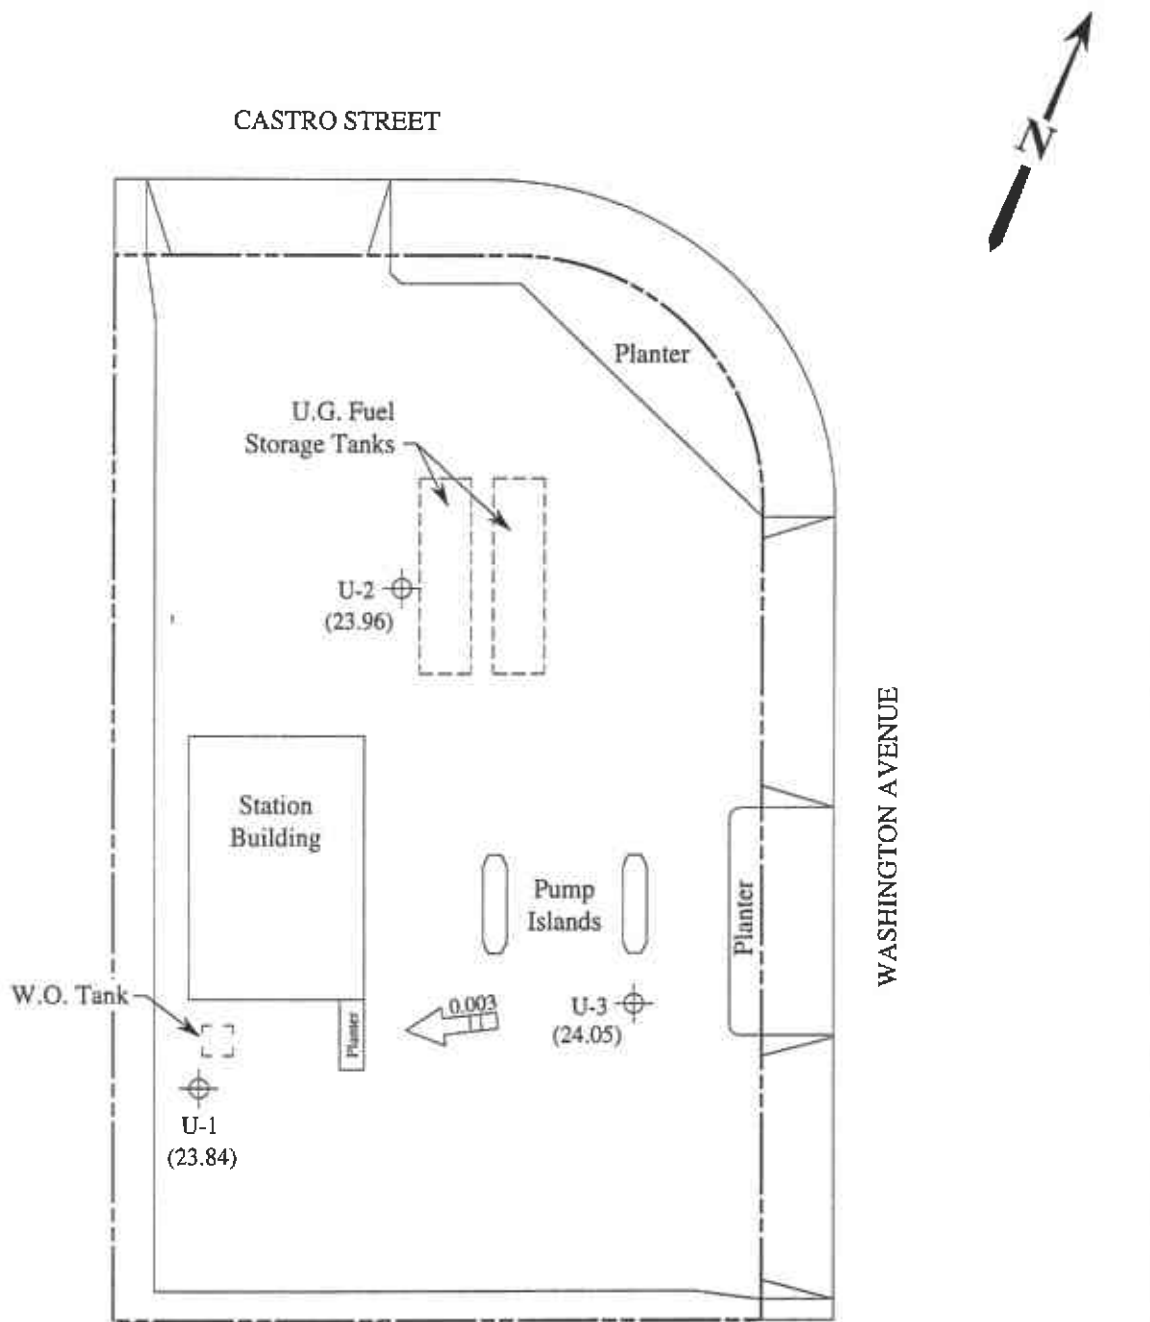 N
CASTRO STREET
Planter
U.G. Fuel
Storage Tanks
U-2
(23.96)
WASHINGTON AVENUE
Station
Building
Pump
Islands
Planter
W.O. Tank
0.003
U-3
(24.05)
Planter
U-1
(23.84)